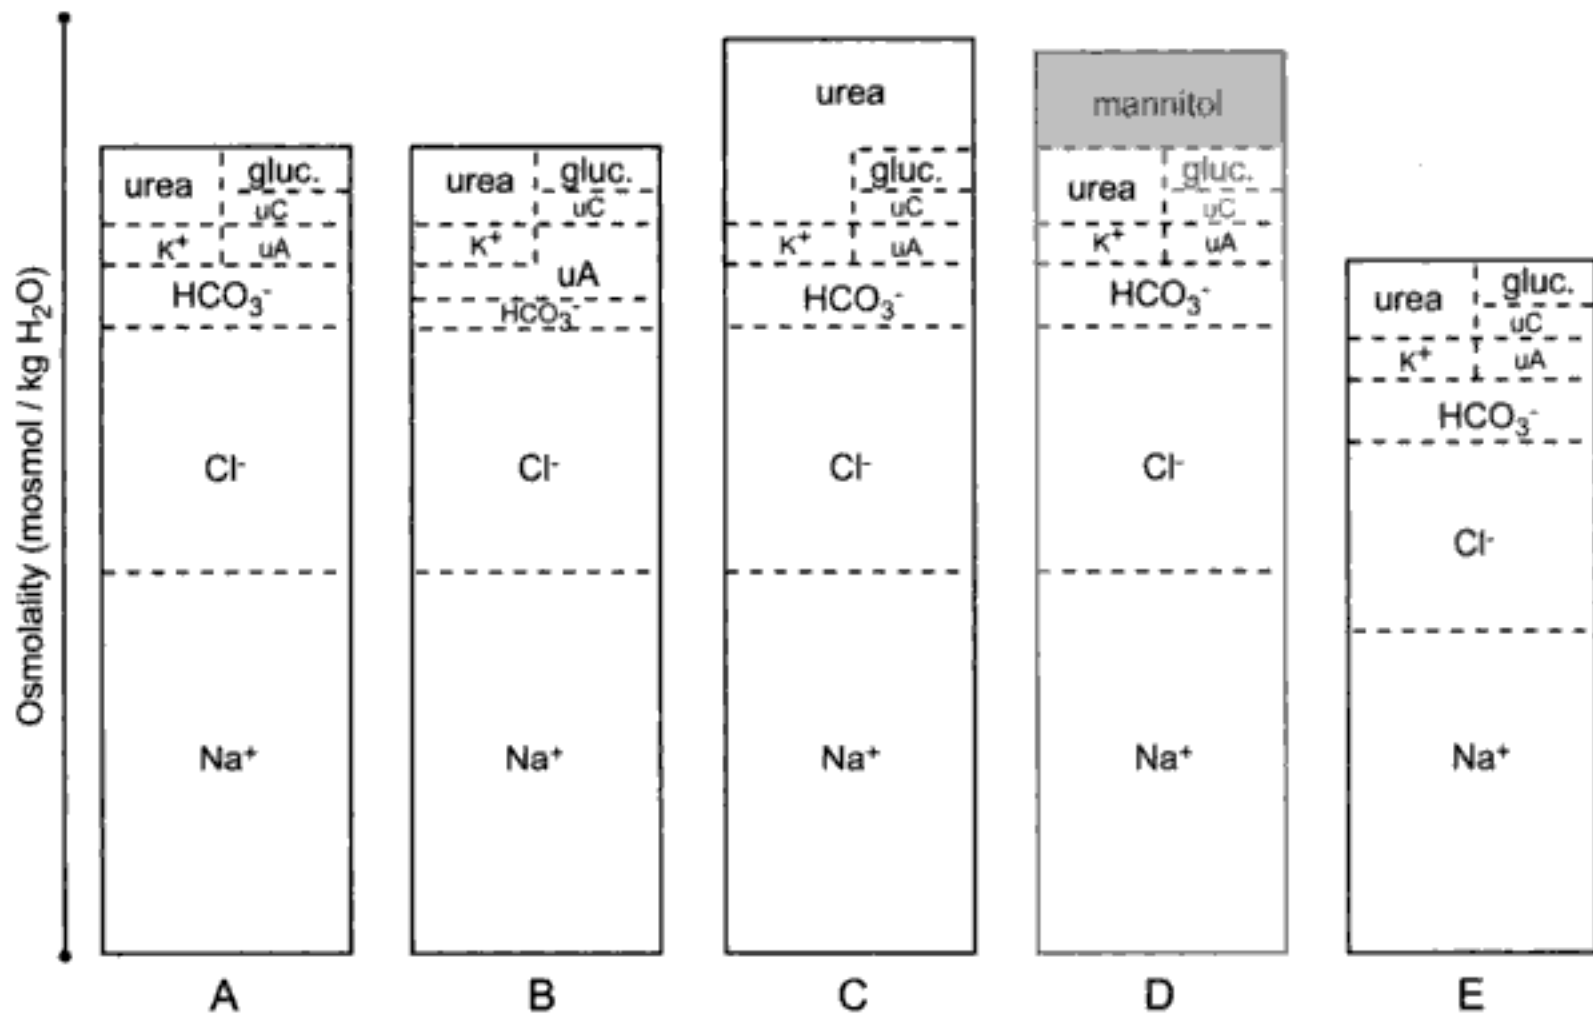 Osmolality (mosmol / kg H₂O)
urea
gluc.
uC
K⁺
uA
HCO₃⁻
Cl⁻
Na⁺
A
urea
gluc.
uC
K⁺
uA
HCO₃⁻
Cl⁻
Na⁺
B
urea
gluc.
uC
K⁺
uA
HCO₃⁻
Cl⁻
Na⁺
C
mannitol
urea
gluc.
uC
K⁺
uA
HCO₃⁻
Cl⁻
Na⁺
D
urea
gluc.
uC
K⁺
uA
HCO₃⁻
Cl⁻
Na⁺
E